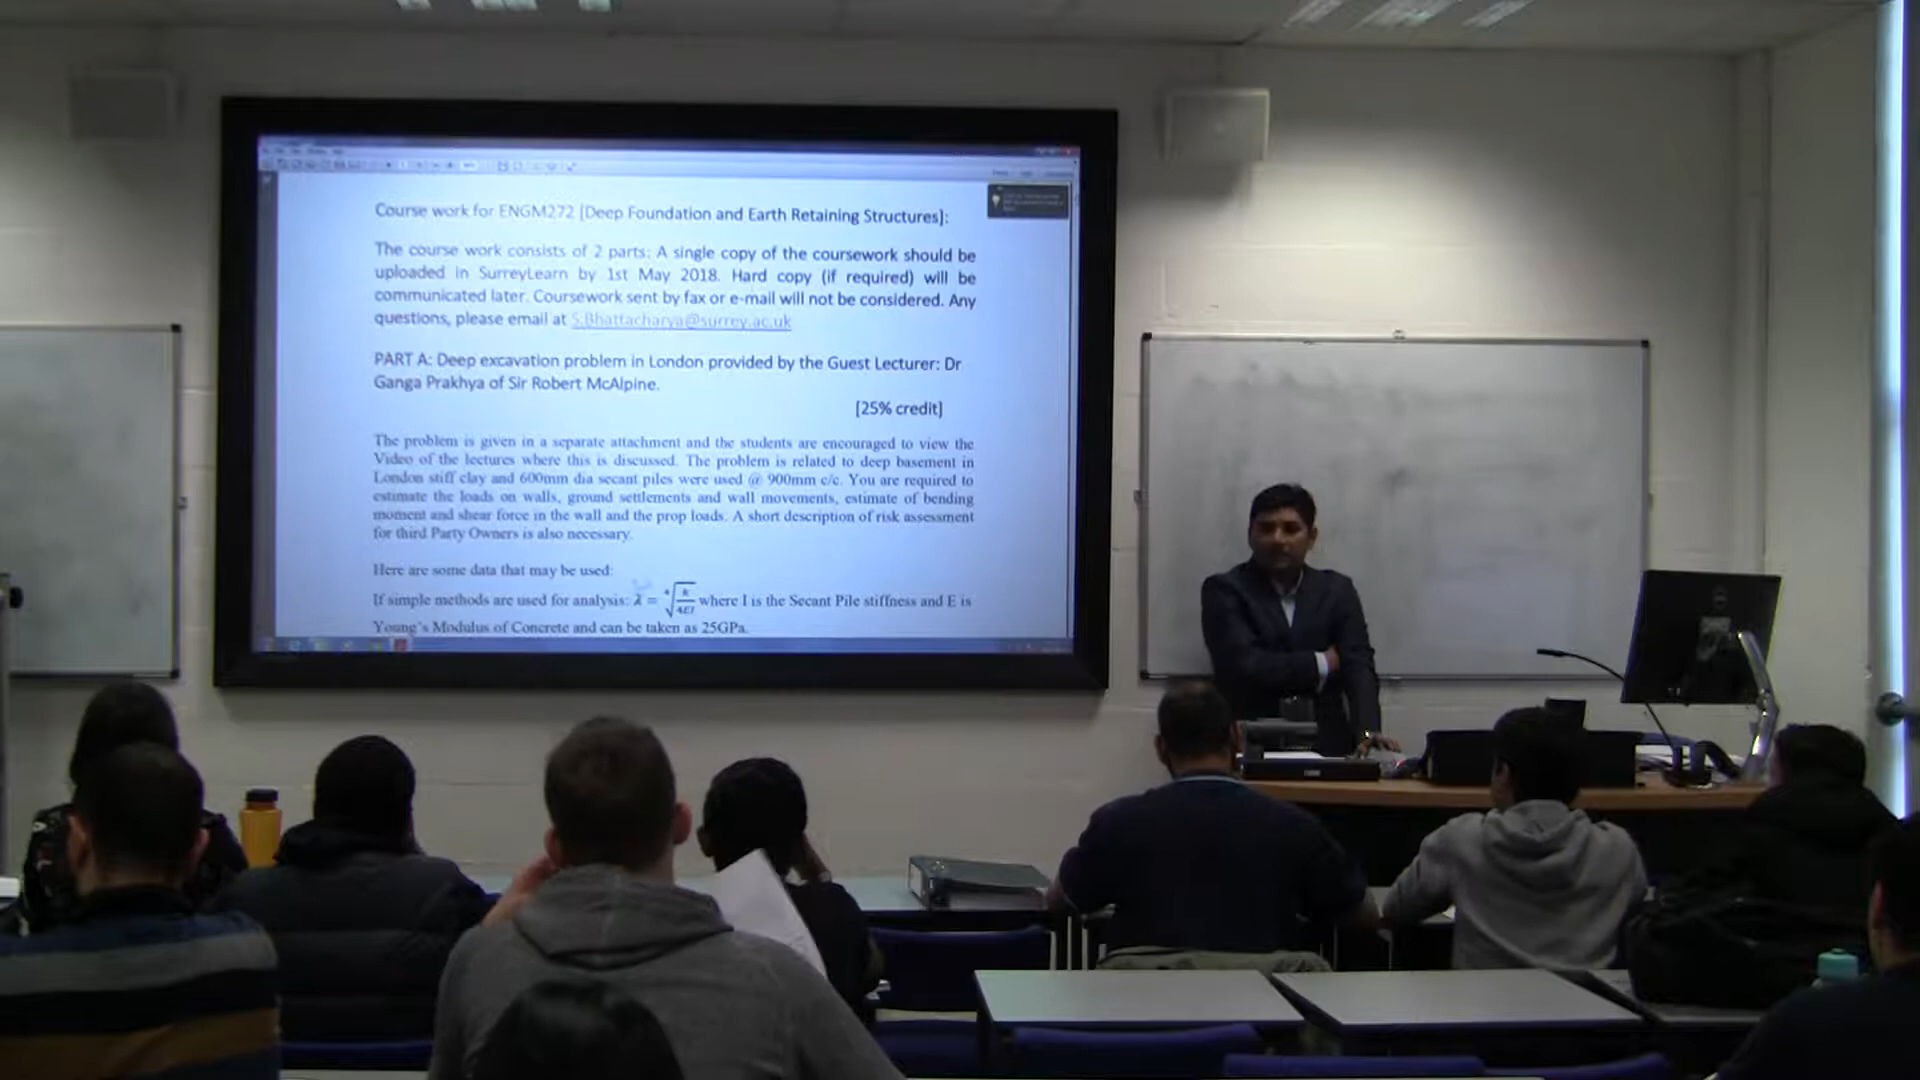 Course work for ENGM272 [Deep Foundation and Earth Retaining Structures]:
The course work consists of 2 parts: A single copy of the coursework should be
uploaded in SurreyLearn by 1st May 2018. Hard copy (if required) will be
communicated later. Coursework sent by fax or e-mail will not be considered. Any
questions, please email at S.Bhattacharya@surrey.ac.uk
PART A: Deep excavation problem in London provided by the Guest Lecturer: Dr
Ganga Prakhya of Sir Robert McAlpine.
[25% credit]
The problem is given in a separate attachment and the students are encouraged to view the
Video of the lectures where this is discussed. The problem is related to deep basement in
London stiff clay and 600mm dia secant piles were used @ 900mm c/c. You are required to
estimate the loads on walls, ground settlements and wall movements, estimate of bending
moment and shear force in the wall and the prop loads. A short description of risk assessment
for third Party Owners is also necessary.
Here are some data that may be used:
If simple methods are used for analysis: λ = ⁴√(k/4EI) where I is the Secant Pile stiffness and E is
Young's Modulus of Concrete and can be taken as 25GPa.